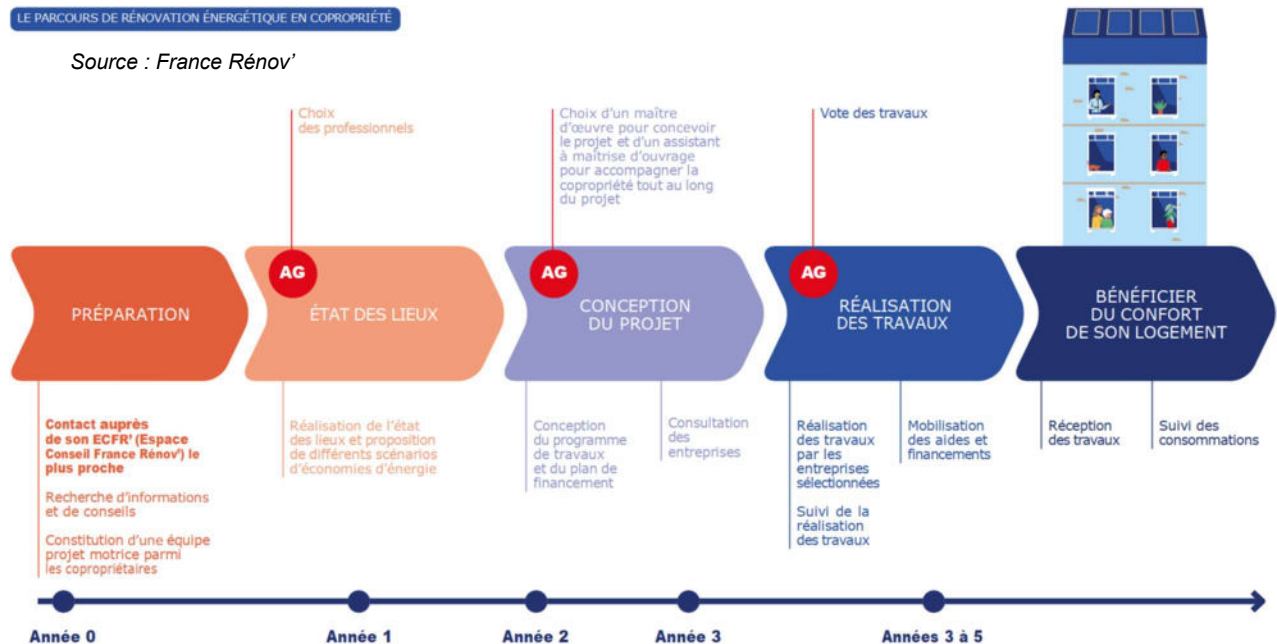 LE PARCOURS DE RÉNOVATION ÉNERGÉTIQUE EN COPROPRIÉTÉ
Source : France Rénov’
Choix
des professionnels
Choix d’un maître
d’œuvre pour concevoir
le projet et d’un assistant
à maîtrise d’ouvrage
pour accompagner la
copropriété tout au long
du projet
Vote des travaux
AG
AG
AG
PRÉPARATION
ÉTAT DES LIEUX
CONCEPTION
DU PROJET
RÉALISATION
DES TRAVAUX
BÉNÉFICIER
DU CONFORT
DE SON LOGEMENT
Contact auprès
de son ECFR’ (Espace
Conseil France Rénov’) le
plus proche
Recherche d’informations
et de conseils
Constitution d’une équipe
projet motrice parmi
les copropriétaires
Réalisation de l’état
des lieux et proposition
de différents scénarios
d’économies d’énergie
Conception
du programme
de travaux
et du plan de
financement
Consultation
des
entreprises
Réalisation
des travaux
par les
entreprises
sélectionnées
Suivi de la
réalisation
des travaux
Mobilisation
des aides et
financements
Réception
des travaux
Suivi des
consommations
Année 0
Année 1
Année 2
Année 3
Années 3 à 5